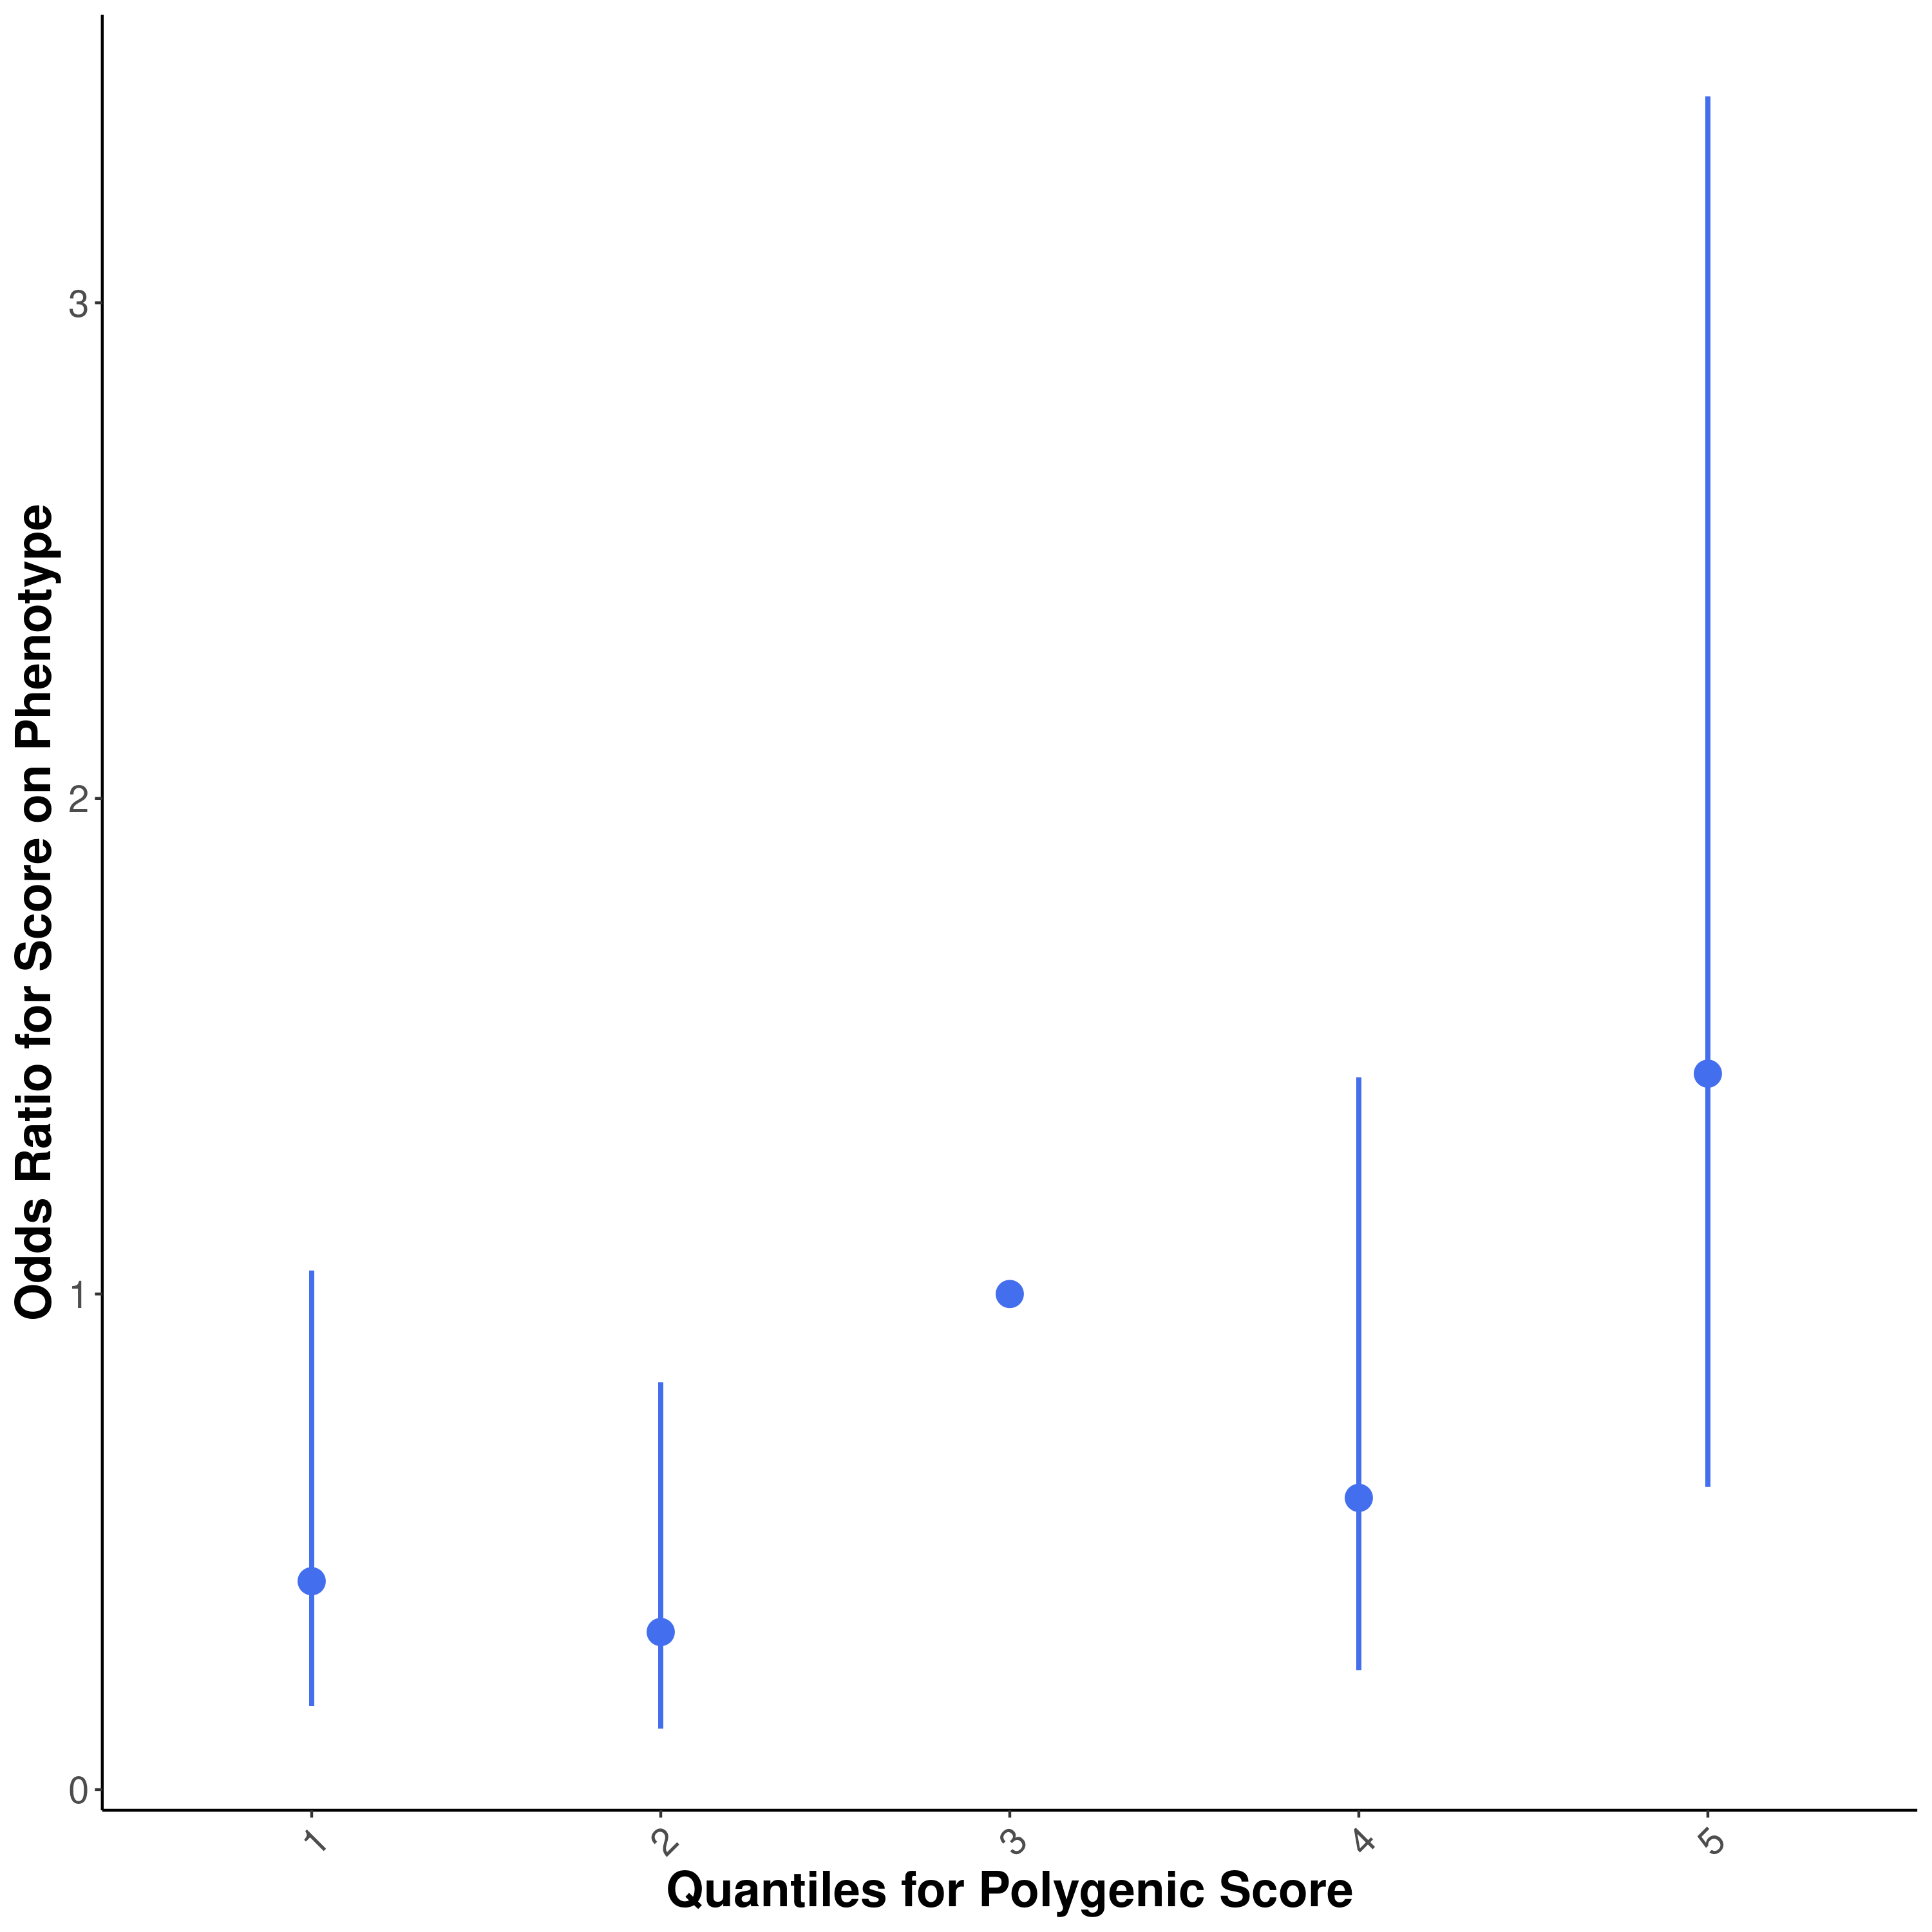 Odds Ratio for Score on Phenotype
3
2
1
0
1 2 3 4 5
Quantiles for Polygenic Score